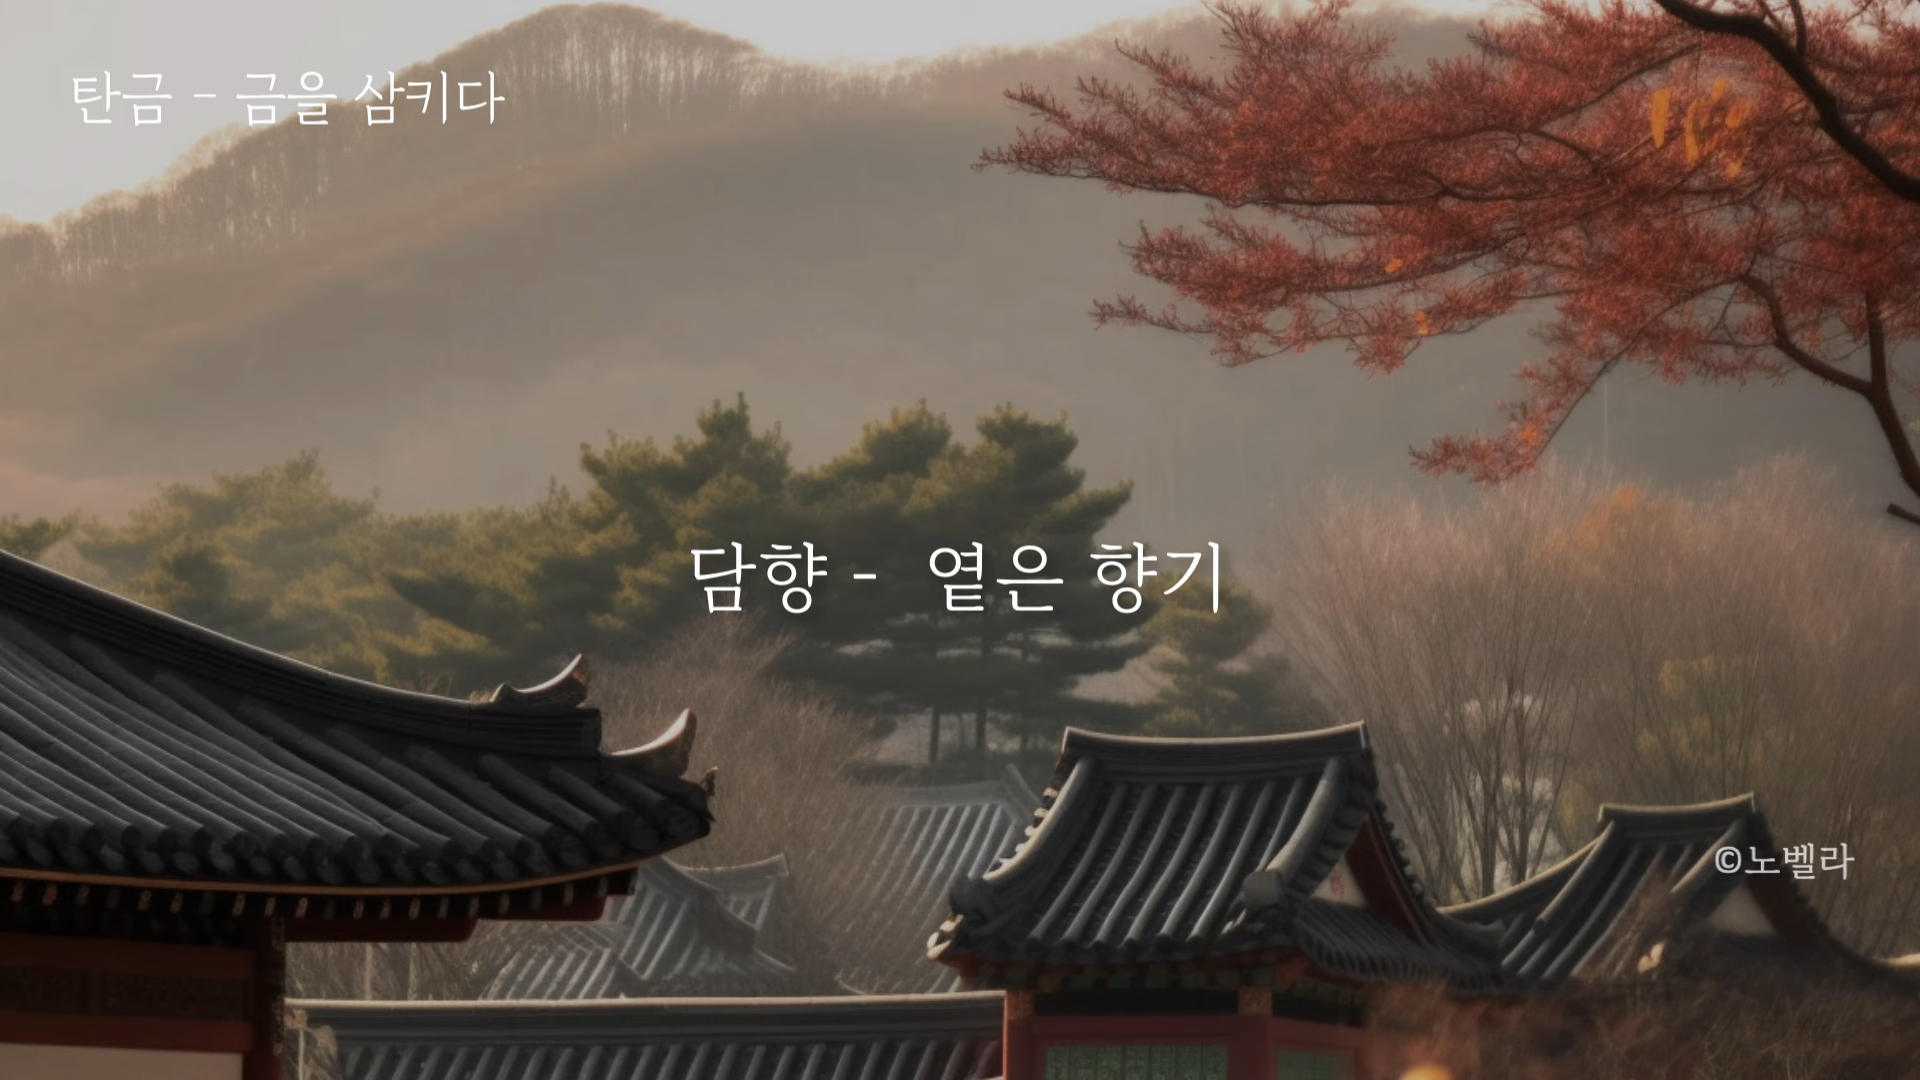 탄금 - 금을 삼키다
담향 - 옅은 향기
©노벨라